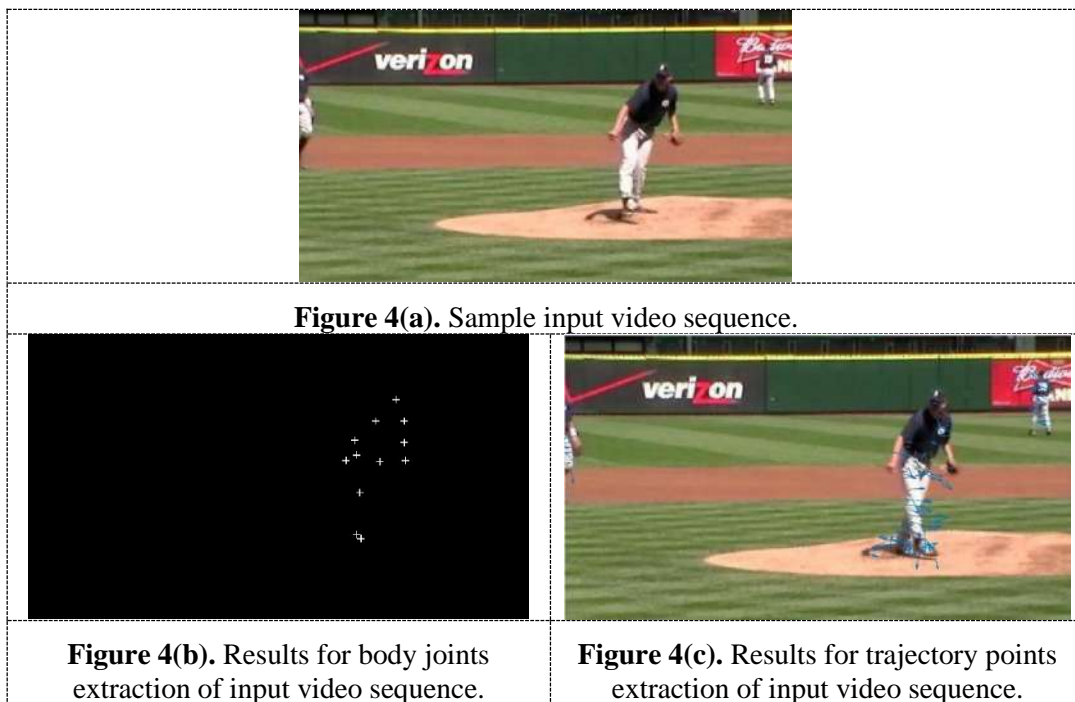 verizon
Figure 4(a). Sample input video sequence.
verizon
Figure 4(b). Results for body joints
extraction of input video sequence.
Figure 4(c). Results for trajectory points
extraction of input video sequence.